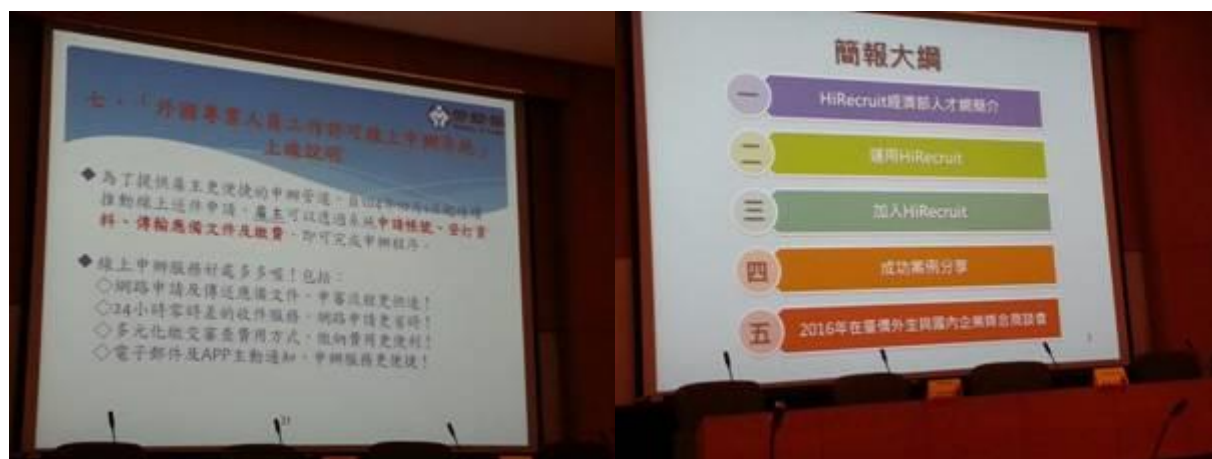 七、「外國專業人員工作許可線上申辦系統」
上線說明
勞動部
◆為了提供雇主更便捷的申辦管道,自104年
推動線上送件申請,雇主可以透過系統申請帳號、登打資
料、傳輸應備文件及繳費,即可完成申辦程序。
◆線上申辦服務好處多多喔!包括:
◇網路申請及傳送應備文件,申審流程更快速!
◇24小時零時差的收件服務,網路申請更省時!
◇多元化繳交審查費用方式,繳納費用更便利!
◇電子郵件及APP主動通知,申辦服務更便捷!
簡報大綱
一 HiRecruit經濟部人才網簡介
二 運用HiRecruit
三 加入HiRecruit
四 成功案例分享
五 2016年在臺僑外生與國內企業媒合商談會